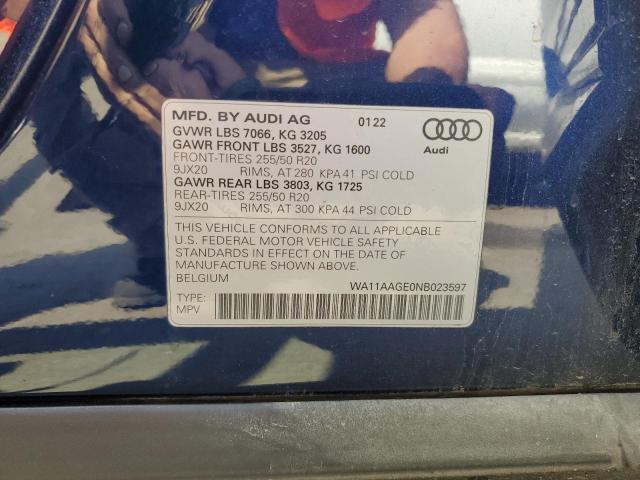 MFD. BY AUDI AG 01 22
GVWR LBS 7066, KG 3205
GAWR FRONT LBS 3527, KG 1600
FRONT-TIRES 255/50 R20
9JX20 RIMS, AT 280 KPA 41 PSI COLD
GAWR REAR LBS 3803, KG 1725
REAR-TIRES 255/50 R20
9JX20 RIMS, AT 300 KPA 44 PSI COLD
Audi
THIS VEHICLE CONFORMS TO ALL APPLICABLE
U.S. FEDERAL MOTOR VEHICLE SAFETY
STANDARDS IN EFFECT ON THE DATE OF
MANUFACTURE SHOWN ABOVE.
BELGIUM
WA11AAGE0NB023597
TYPE:
MPV